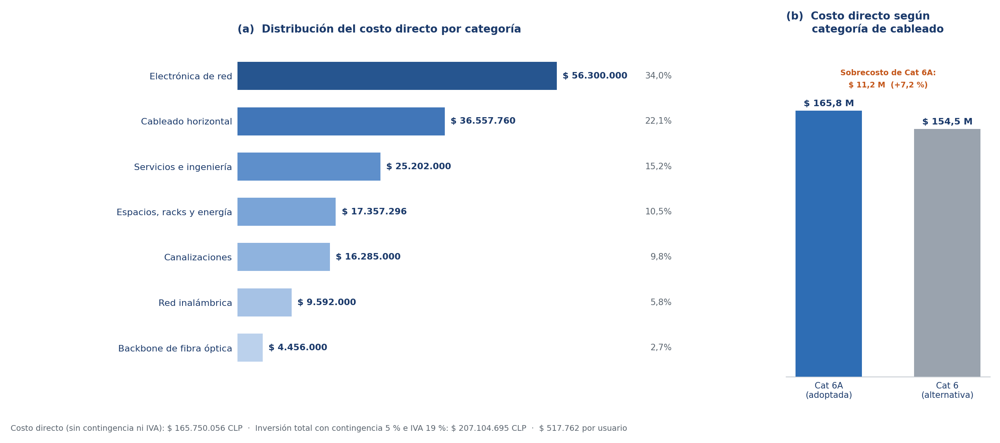 (a)  Distribución del costo directo por categoría
Electrónica de red $ 56.300.000 34,0%
Cableado horizontal $ 36.557.760 22,1%
Servicios e ingeniería $ 25.202.000 15,2%
Espacios, racks y energía $ 17.357.296 10,5%
Canalizaciones $ 16.285.000 9,8%
Red inalámbrica $ 9.592.000 5,8%
Backbone de fibra óptica $ 4.456.000 2,7%
(b)  Costo directo según
categoría de cableado
Sobrecosto de Cat 6A:
$ 11,2 M  (+7,2 %)
$ 165,8 M
$ 154,5 M
Cat 6A
(adoptada)
Cat 6
(alternativa)
Costo directo (sin contingencia ni IVA): $ 165.750.056 CLP  ·  Inversión total con contingencia 5 % e IVA 19 %: $ 207.104.695 CLP  ·  $ 517.762 por usuario